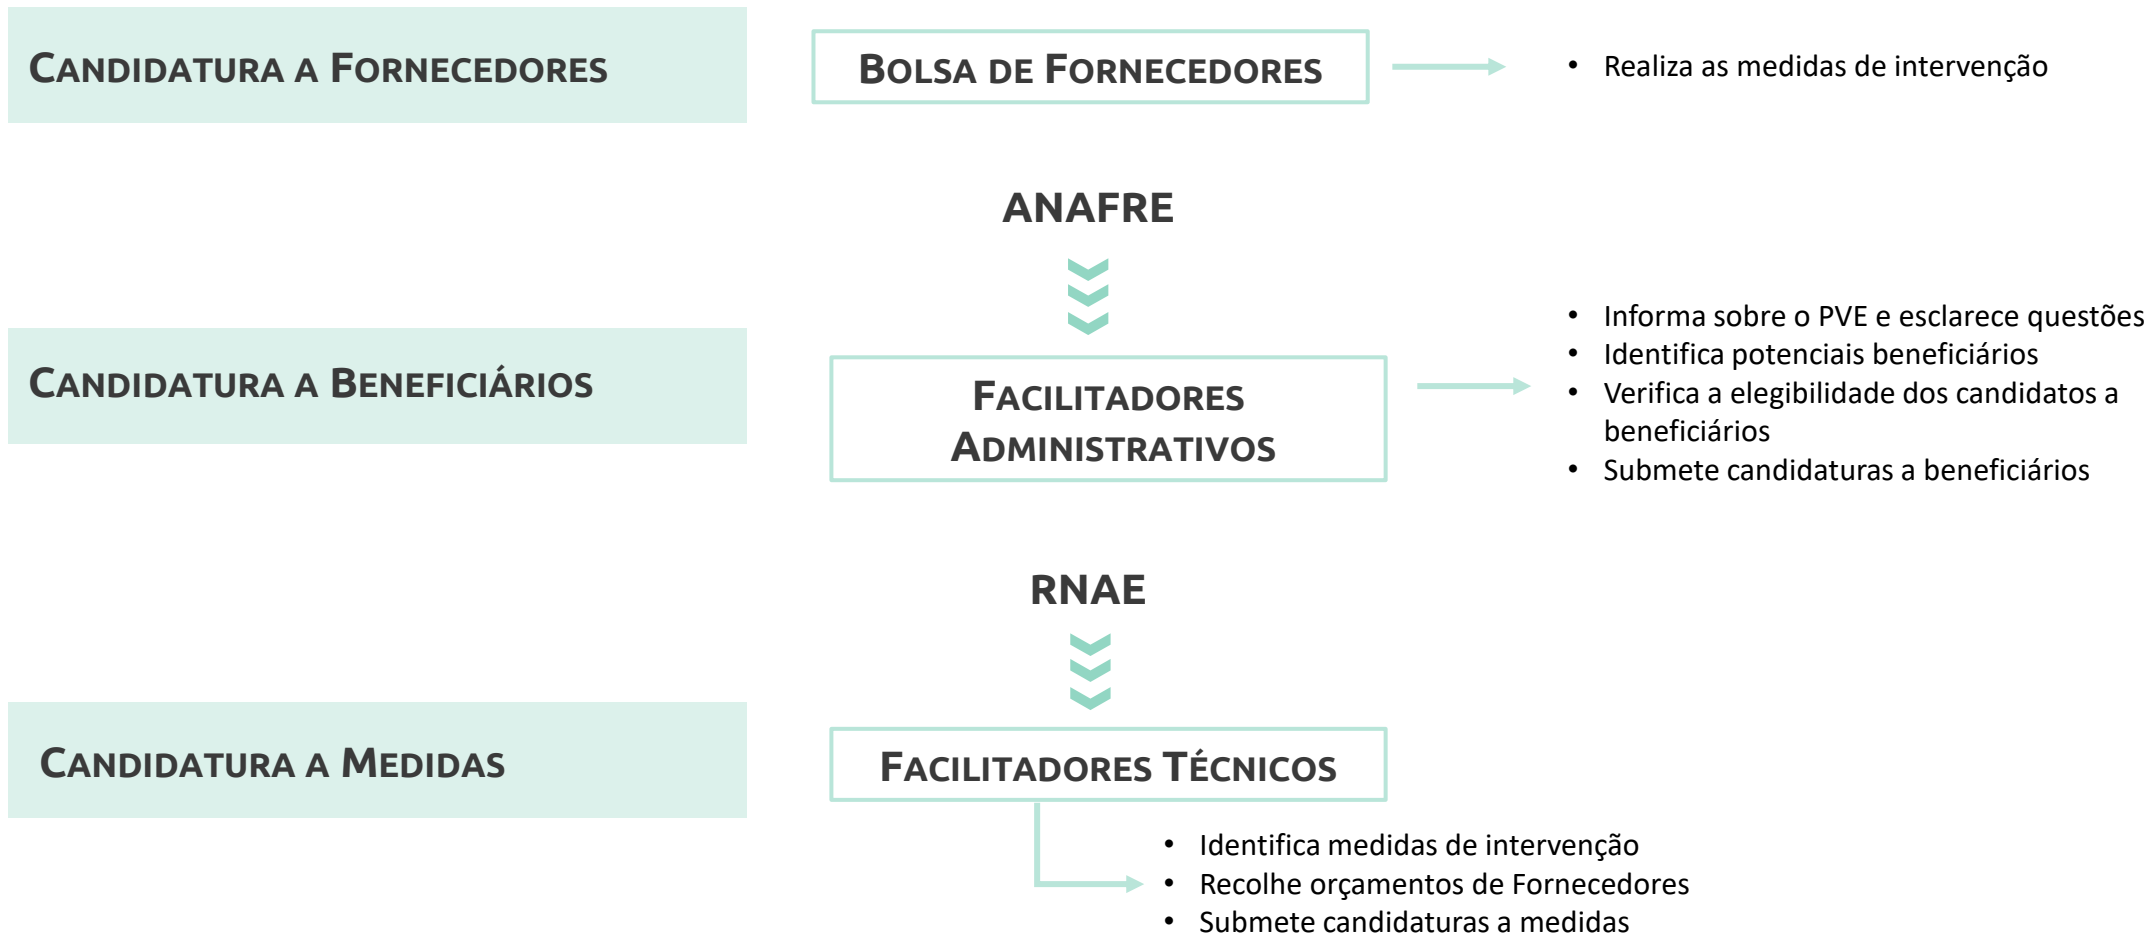 CANDIDATURA A FORNECEDORES
BOLSA DE FORNECEDORES
• Realiza as medidas de intervenção
ANAFRE
CANDIDATURA A BENEFICIÁRIOS
FACILITADORES
ADMINISTRATIVOS
• Informa sobre o PVE e esclarece questões
• Identifica potenciais beneficiários
• Verifica a elegibilidade dos candidatos a
beneficiários
• Submete candidaturas a beneficiários
RNAE
CANDIDATURA A MEDIDAS
FACILITADORES TÉCNICOS
• Identifica medidas de intervenção
• Recolhe orçamentos de Fornecedores
• Submete candidaturas a medidas